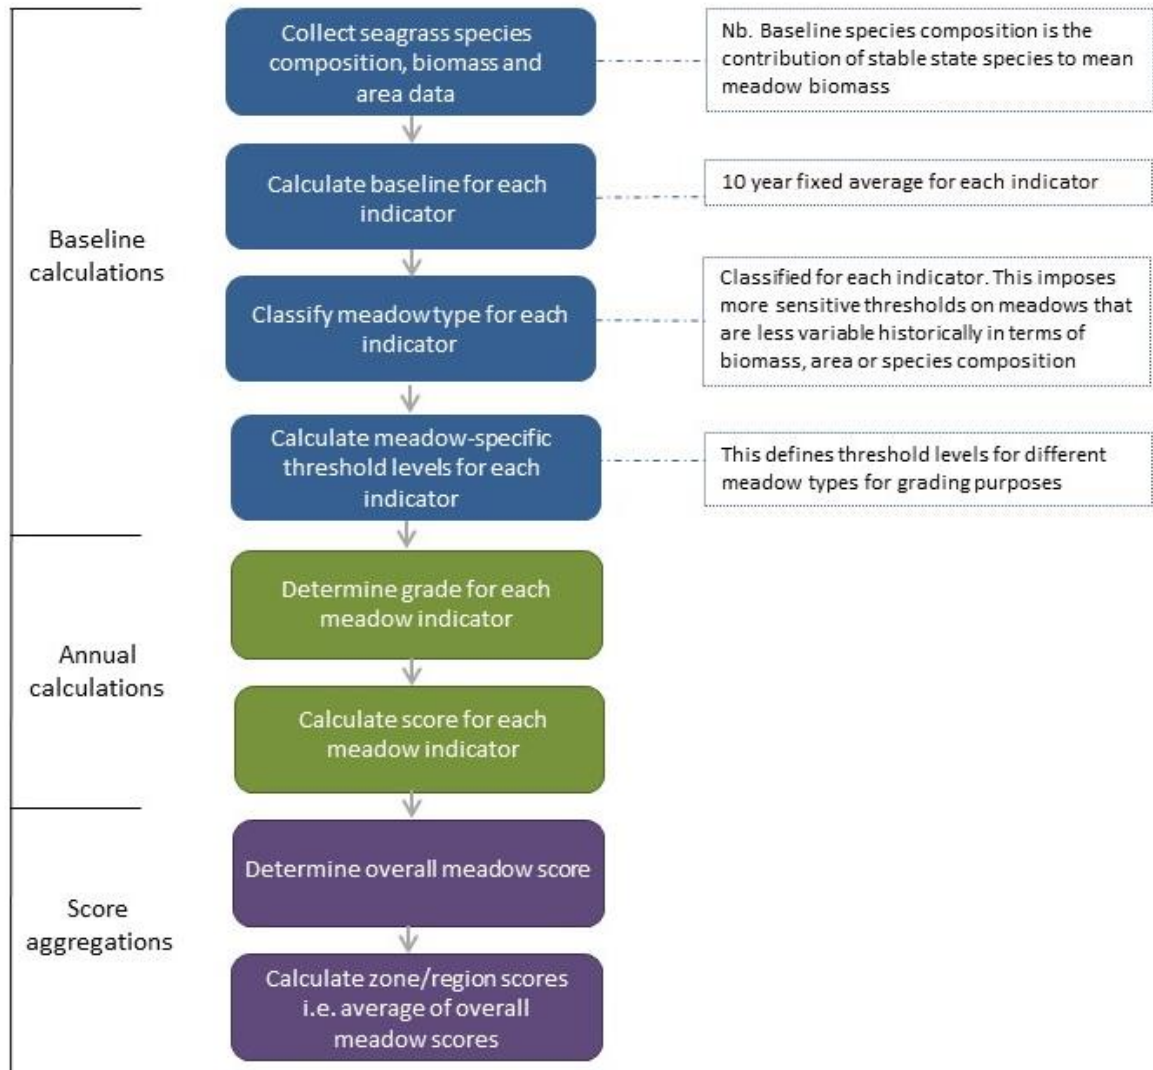 Baseline
calculations
Collect seagrass species
composition, biomass and
area data
Nb. Baseline species composition is the
contribution of stable state species to mean
meadow biomass
Calculate baseline for each
indicator
10 year fixed average for each indicator
Classify meadow type for each
indicator
Classified for each indicator. This imposes
more sensitive thresholds on meadows that
are less variable historically in terms of
biomass, area or species composition
Calculate meadow-specific
threshold levels for each
indicator
This defines threshold levels for different
meadow types for grading purposes
Annual
calculations
Determine grade for each
meadow indicator
Calculate score for each
meadow indicator
Score
aggregations
Determine overall meadow score
Calculate zone/region scores
i.e. average of overall
meadow scores